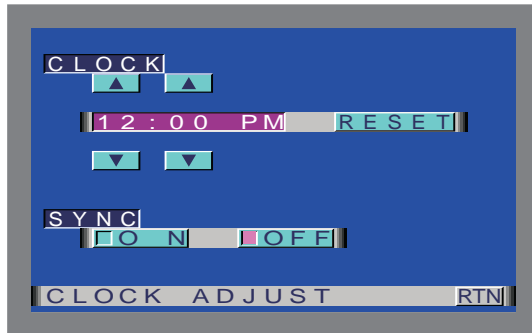 CLOCK
▲ ▲
12:00 PM RESET
▼ ▼
SYNC
ON OFF
CLOCK ADJUST RTN